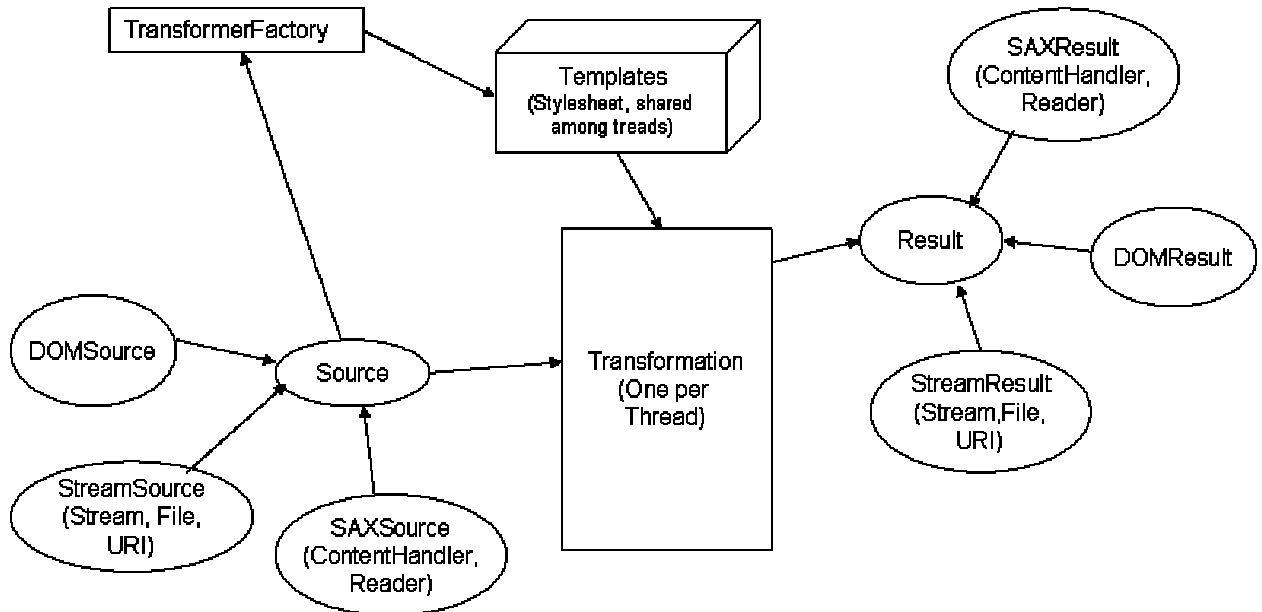 TransformerFactory
Templates
(Stylesheet, shared
among treads)
SAXResult
(ContentHandler,
Reader)
Result
DOMResult
DOMSource
Source
Transformation
(One per
Thread)
StreamResult
(Stream,File,
URI)
StreamSource
(Stream, File,
URI)
SAXSource
(ContentHandler,
Reader)